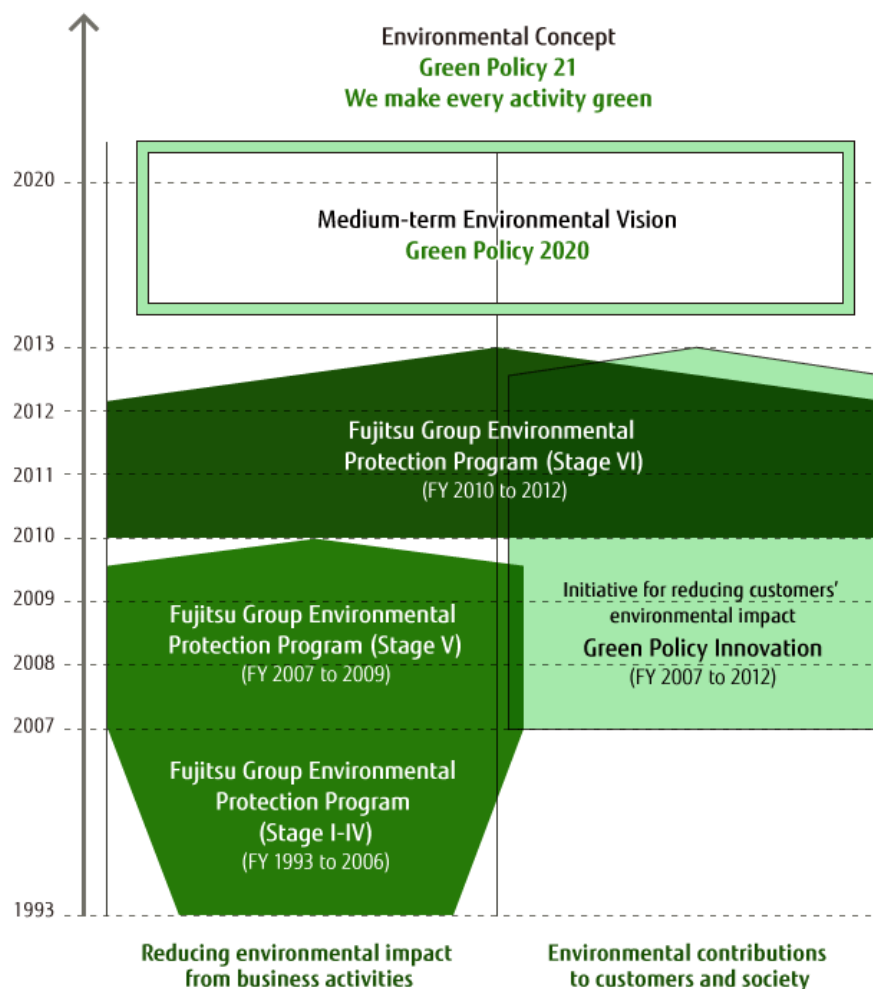 Environmental Concept
Green Policy 21
We make every activity green
2020
Medium-term Environmental Vision
Green Policy 2020
2013
2012
Fujitsu Group Environmental
Protection Program (Stage VI)
(FY 2010 to 2012)
2011
2010
2009
Fujitsu Group Environmental
Protection Program (Stage V)
(FY 2007 to 2009)
Initiative for reducing customers'
environmental impact
Green Policy Innovation
(FY 2007 to 2012)
2008
2007
Fujitsu Group Environmental
Protection Program
(Stage I-IV)
(FY 1993 to 2006)
1993
Reducing environmental impact
from business activities
Environmental contributions
to customers and society